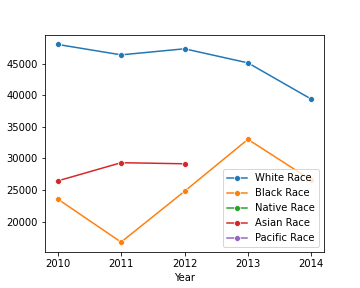 45000
40000
35000
30000
25000
20000
White Race
Black Race
Native Race
Asian Race
Pacific Race
2010 2011 2012 2013 2014
Year